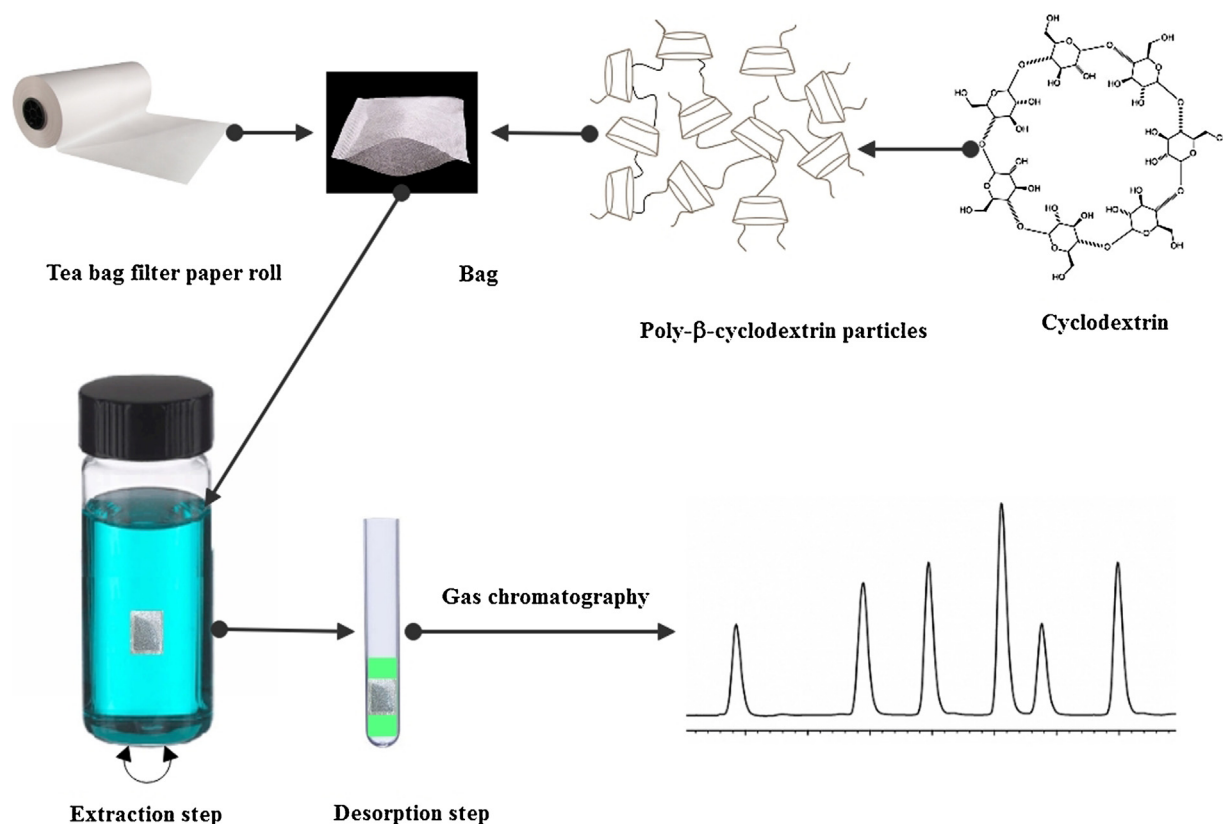 Tea bag filter paper roll
Bag
Poly-β-cyclodextrin particles
Cyclodextrin
Gas chromatography
Extraction step
Desorption step